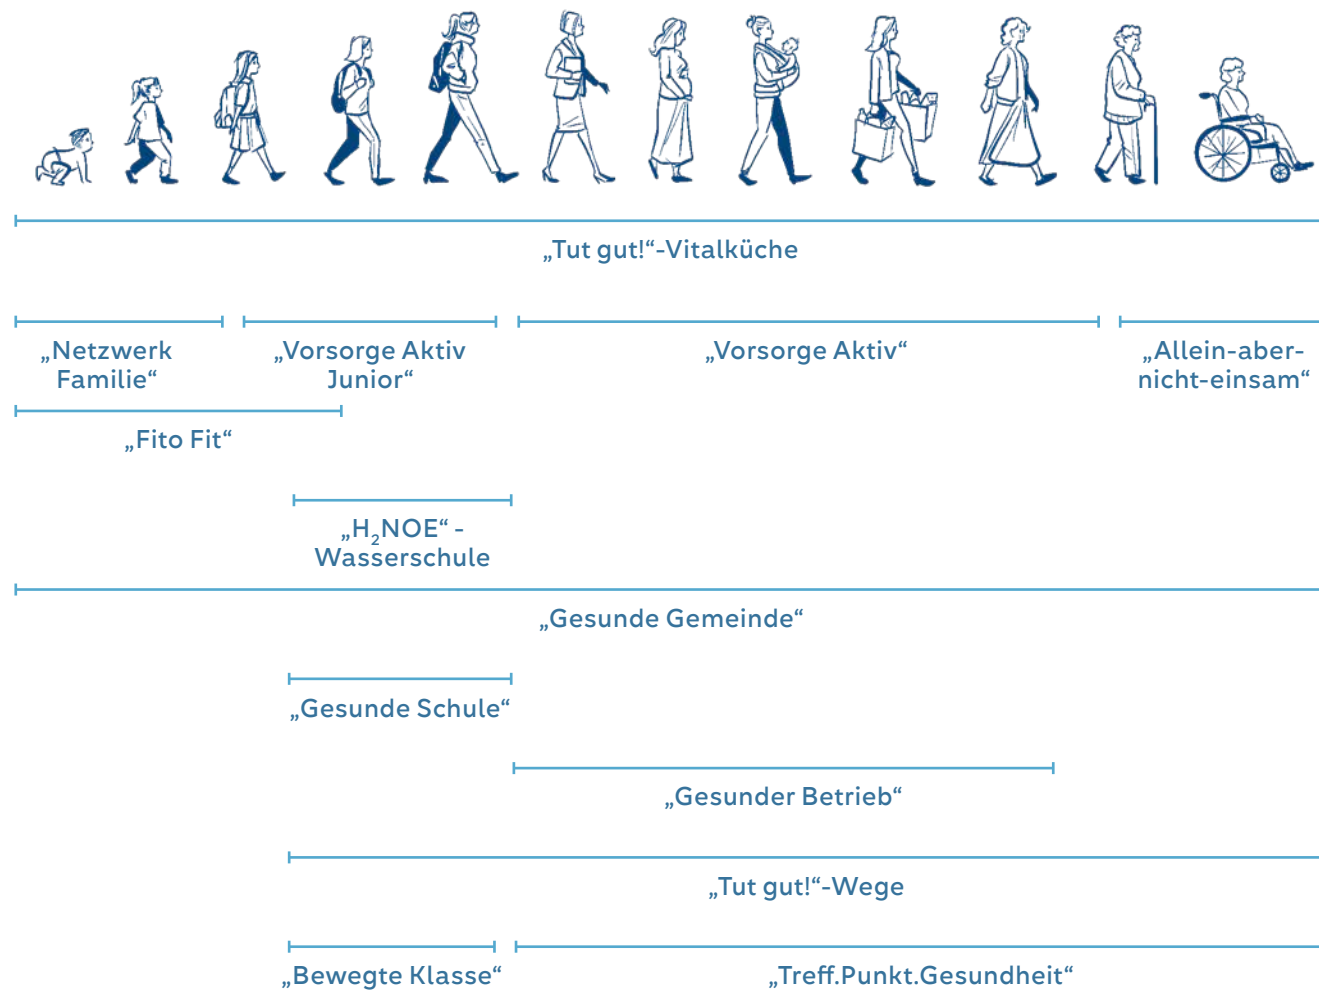 „Tut gut!“-Vitalküche
„Netzwerk
Familie“
„Vorsorge Aktiv
Junior“
„Vorsorge Aktiv“
„Allein-aber-
nicht-einsam“
„Fito Fit“
„H₂NOE“ -
Wasserschule
„Gesunde Gemeinde“
„Gesunde Schule“
„Gesunder Betrieb“
„Tut gut!“-Wege
„Bewegte Klasse“
„Treff.Punkt.Gesundheit“